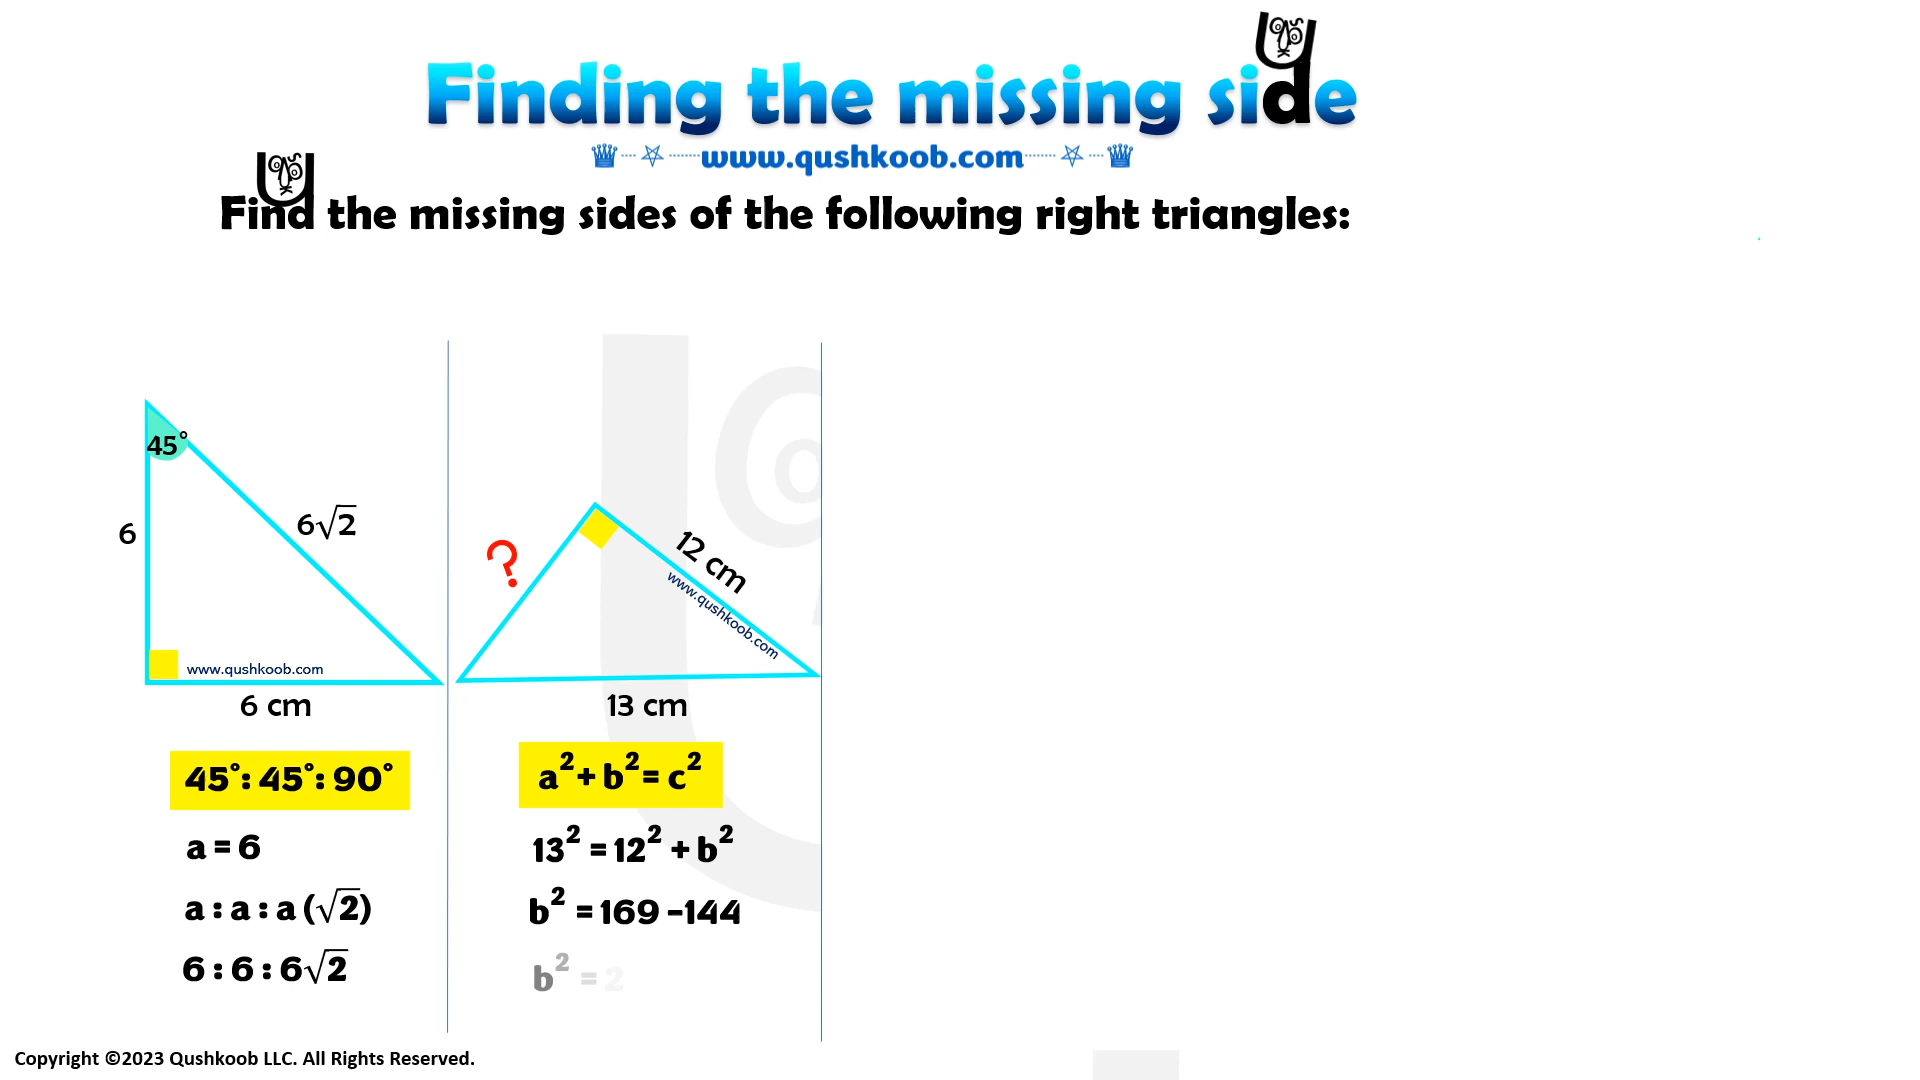 Finding the missing side
www.qushkoob.com
Find the missing sides of the following right triangles:
45°
6
6√2
www.qushkoob.com
6 cm
45°: 45°: 90°
a = 6
a : a : a (√2)
6 : 6 : 6√2
?
12 cm
www.qushkoob.com
13 cm
a² + b² = c²
13² = 12² + b²
b² = 169 -144
b² = 2
Copyright ©2023 Qushkoob LLC. All Rights Reserved.